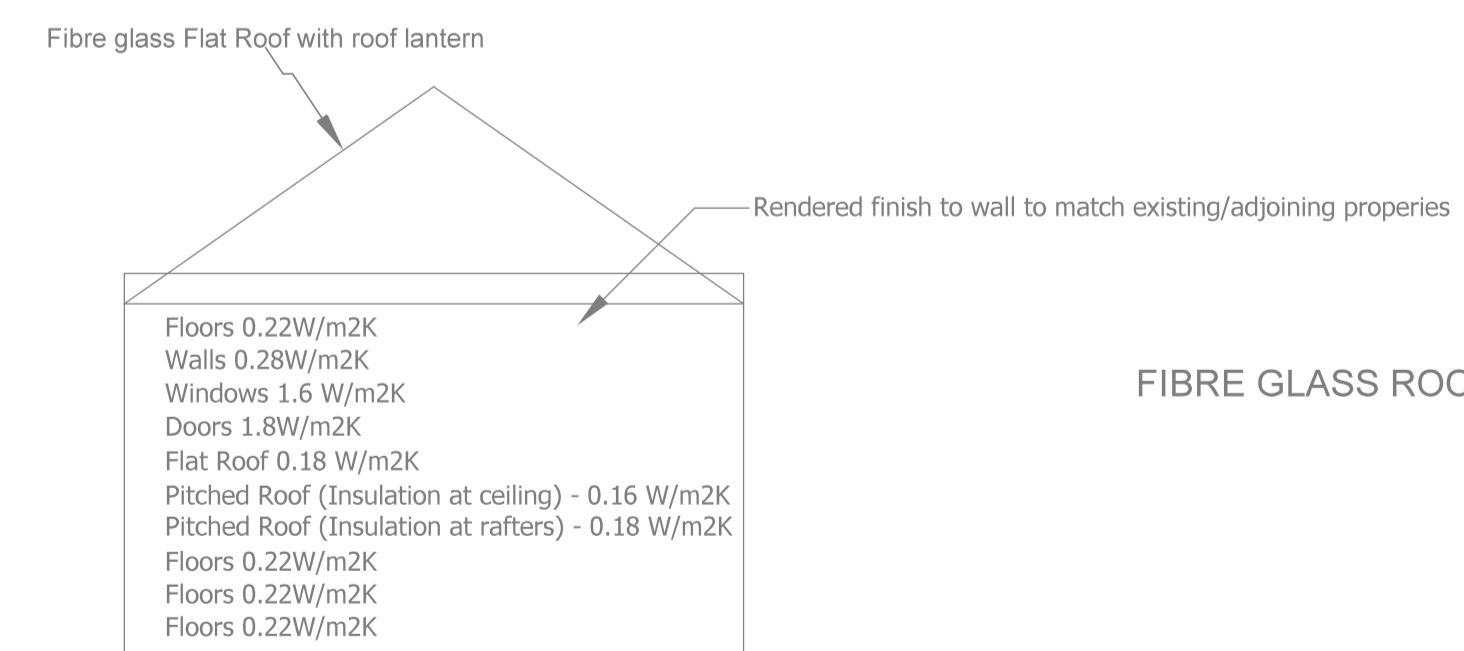 Fibre glass Flat Roof with roof lantern
Rendered finish to wall to match existing/adjoining properies
Floors 0.22W/m2K
Walls 0.28W/m2K
Windows 1.6 W/m2K
FIBRE GLASS ROO
Doors 1.8W/m2K
Flat Roof 0.18 W/m2K
Pitched Roof (Insulation at ceiling) - 0.16 W/m2K
Pitched Roof (Insulation at rafters) - 0.18 W/m2K
Floors 0.22W/m2K
Floors 0.22W/m2K
Floors 0.22W/m2K